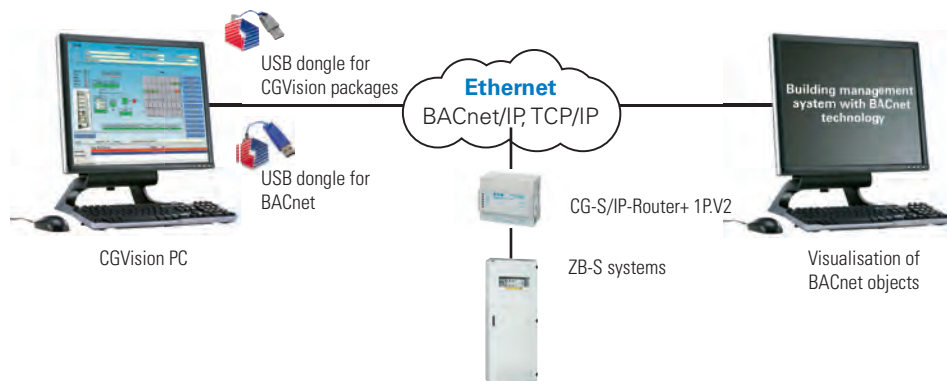 USB dongle for
CGVision packages
Ethernet
BACnet/IP, TCP/IP
Building management
system with BACnet
technology
USB dongle for
BACnet
CG-S/IP-Router+ 1P.V2
CGVision PC
ZB-S systems
Visualisation of
BACnet objects